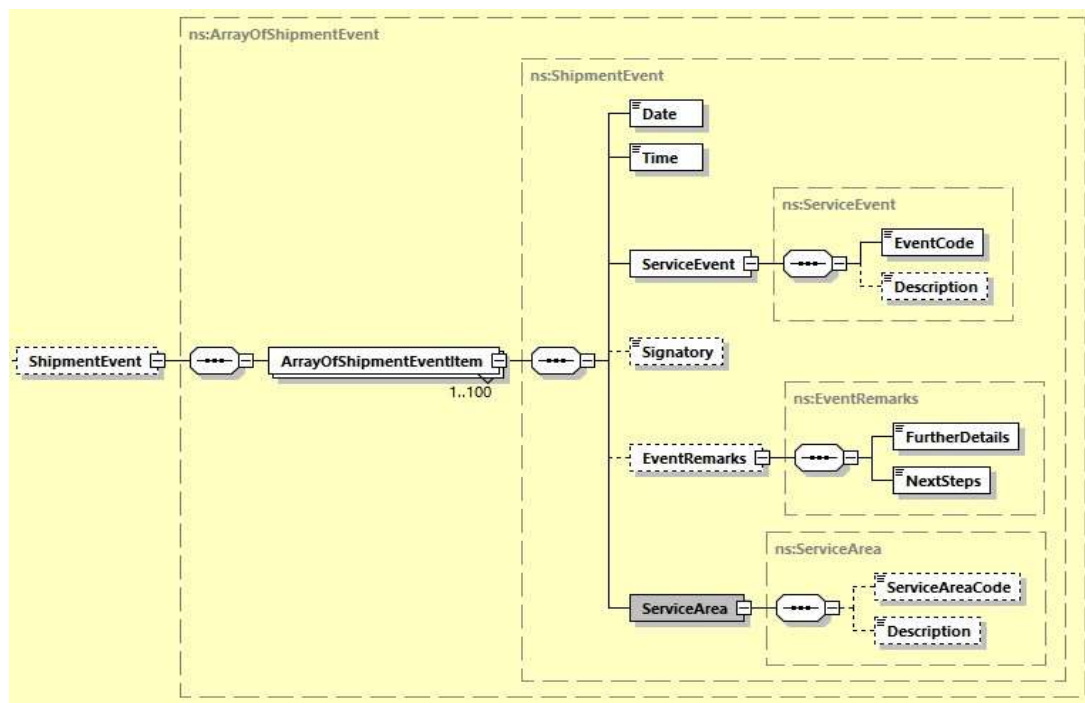 ns:ArrayOfShipmentEvent
ns:ShipmentEvent
Date
Time
ns:ServiceEvent
EventCode
ServiceEvent
Description
Signatory
ShipmentEvent
ArrayOfShipmentEventItem
1..100
ns:EventRemarks
FurtherDetails
EventRemarks
NextSteps
ns:ServiceArea
ServiceAreaCode
ServiceArea
Description